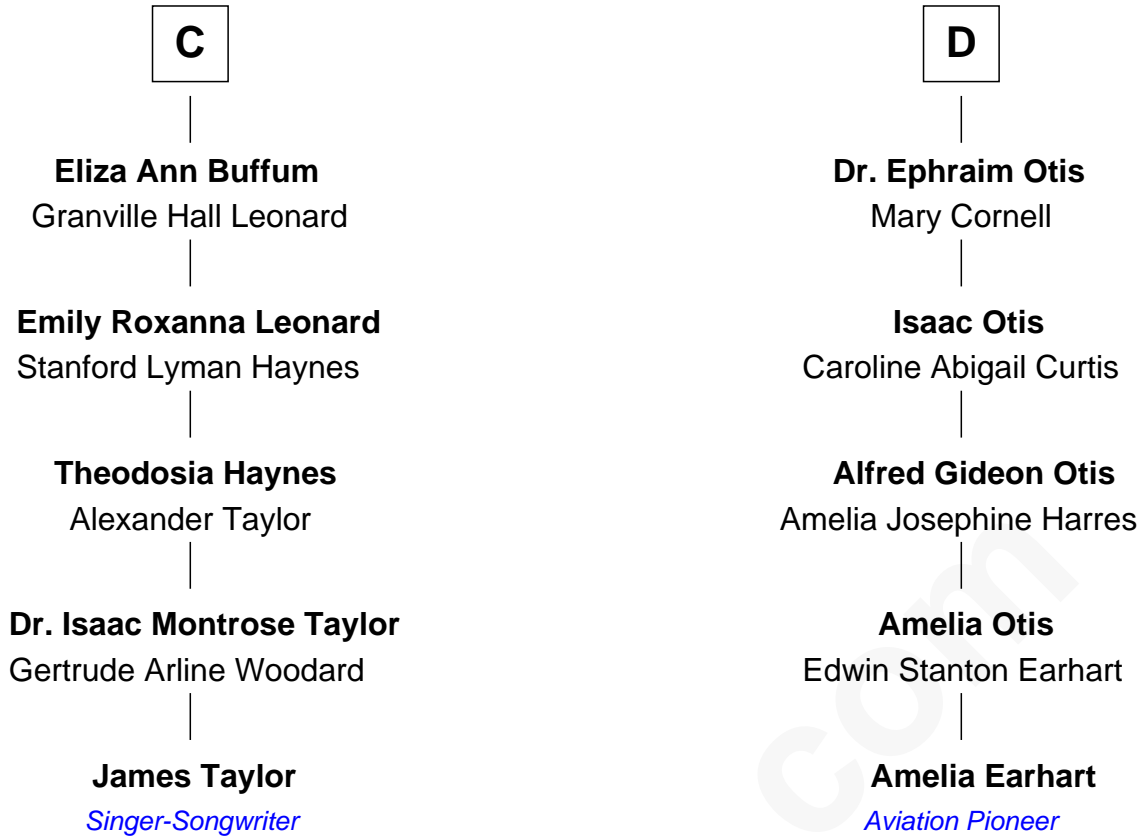 C
Eliza Ann Buffum
Granville Hall Leonard
Emily Roxanna Leonard
Stanford Lyman Haynes
Theodosia Haynes
Alexander Taylor
Dr. Isaac Montrose Taylor
Gertrude Arline Woodard
James Taylor
Singer-Songwriter
D
Dr. Ephraim Otis
Mary Cornell
Isaac Otis
Caroline Abigail Curtis
Alfred Gideon Otis
Amelia Josephine Harres
Amelia Otis
Edwin Stanton Earhart
Amelia Earhart
Aviation Pioneer
com